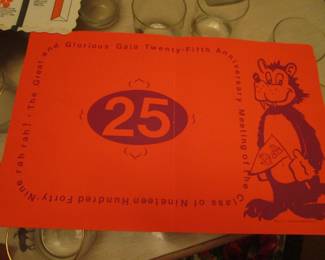 The Great and Glorious Gala Twenty-Fifth Anniversary Meeting of the Class of Nineteen Hundred Forty-Nine rah rah!
25